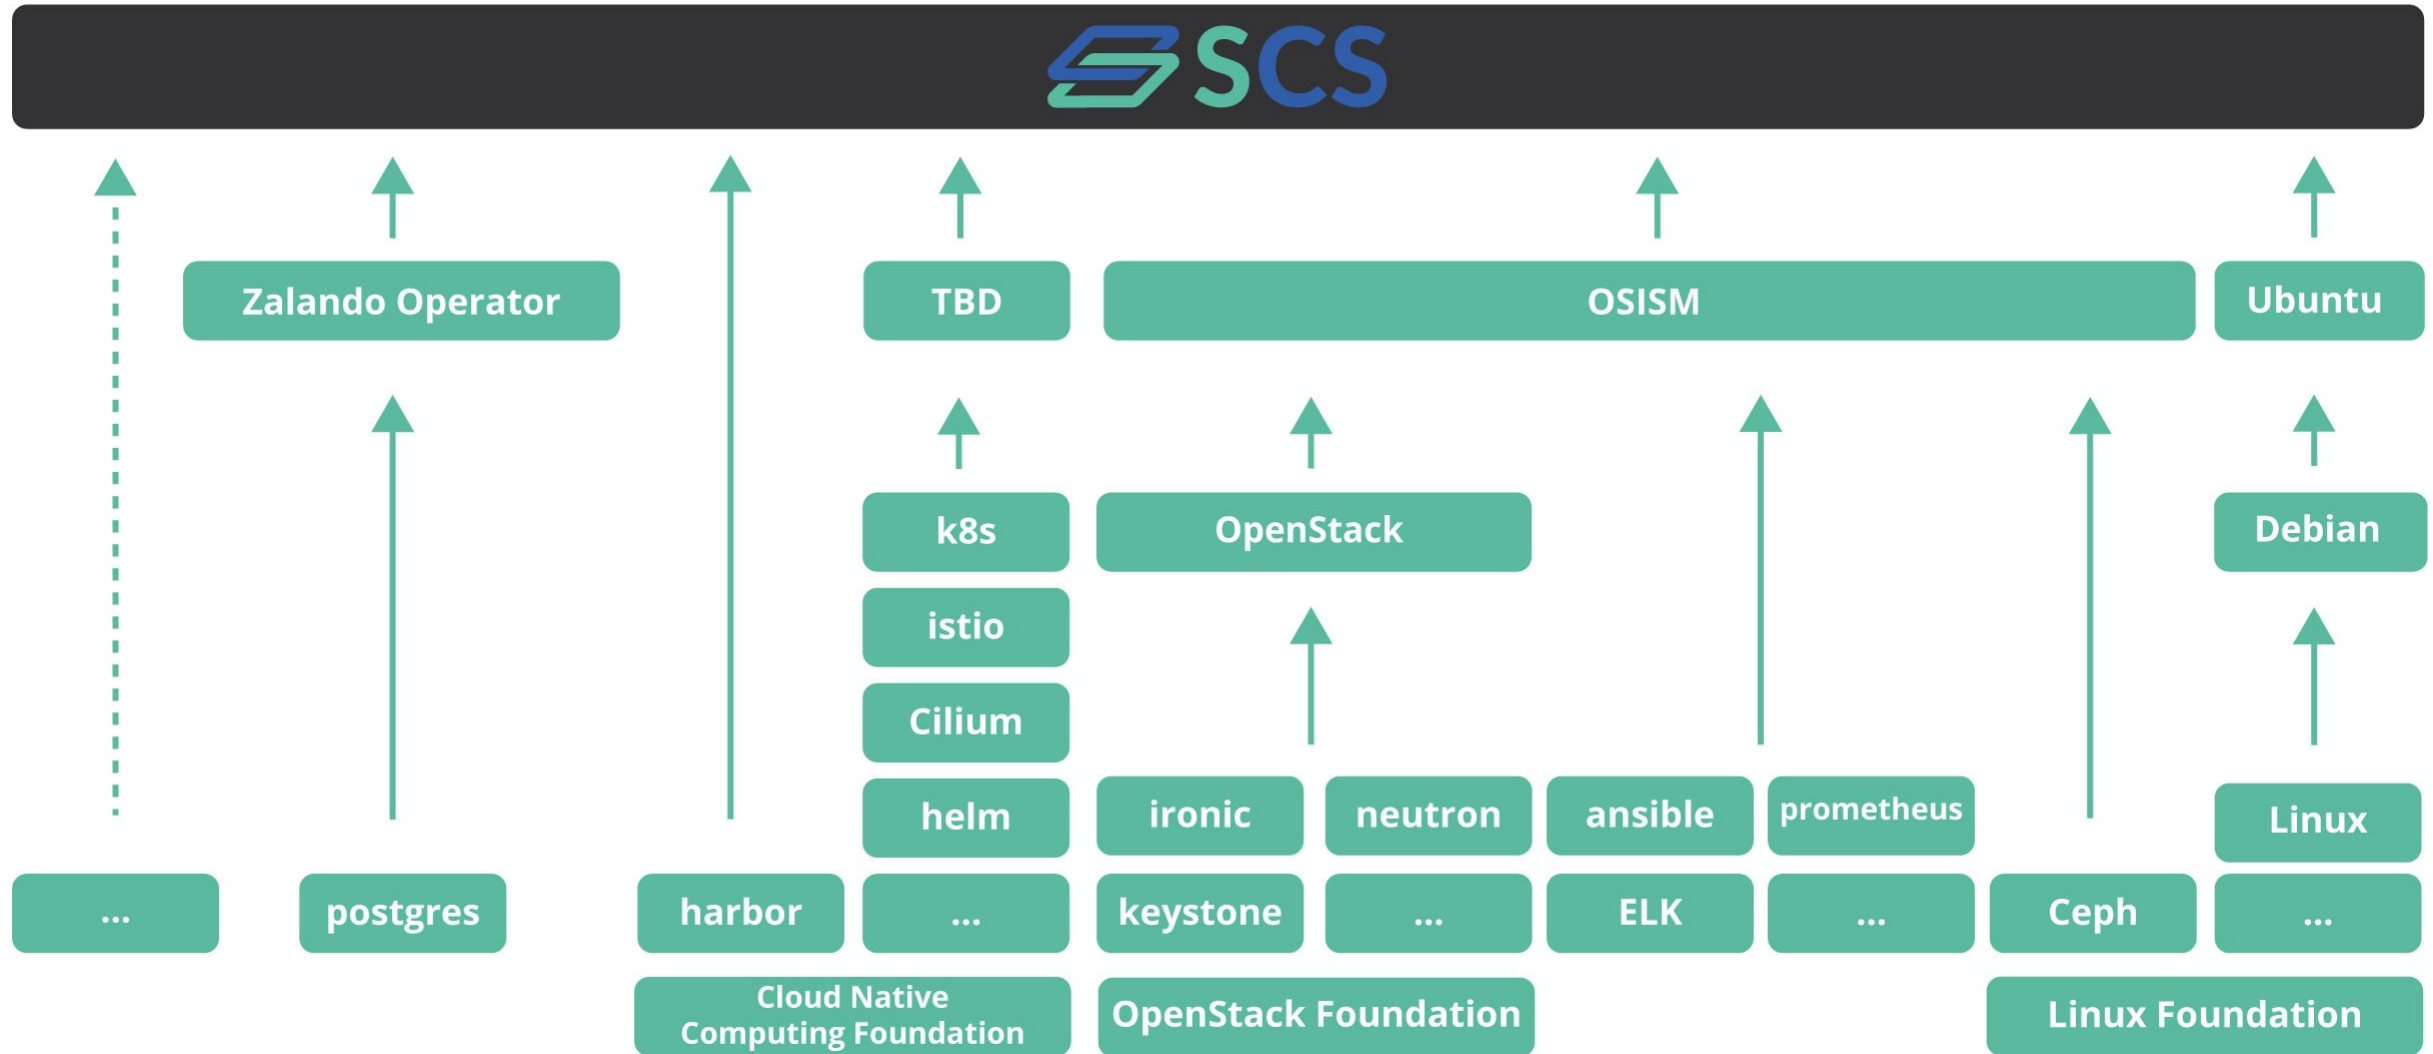 SCS
Zalando Operator
TBD
OSISM
Ubuntu
k8s
OpenStack
Debian
istio
Cilium
helm
ironic
neutron
ansible
prometheus
Linux
...
postgres
harbor
...
keystone
...
ELK
...
Ceph
...
Cloud Native
Computing Foundation
OpenStack Foundation
Linux Foundation